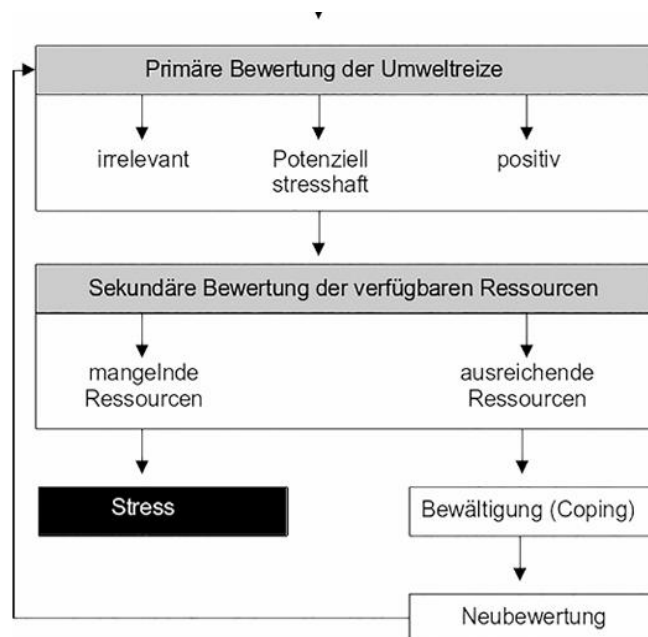 Primäre Bewertung der Umweltreize
irrelevant
Potenziell
stresshaft
positiv
Sekundäre Bewertung der verfügbaren Ressourcen
mangelnde
Ressourcen
ausreichende
Ressourcen
Stress
Bewältigung (Coping)
Neubewertung